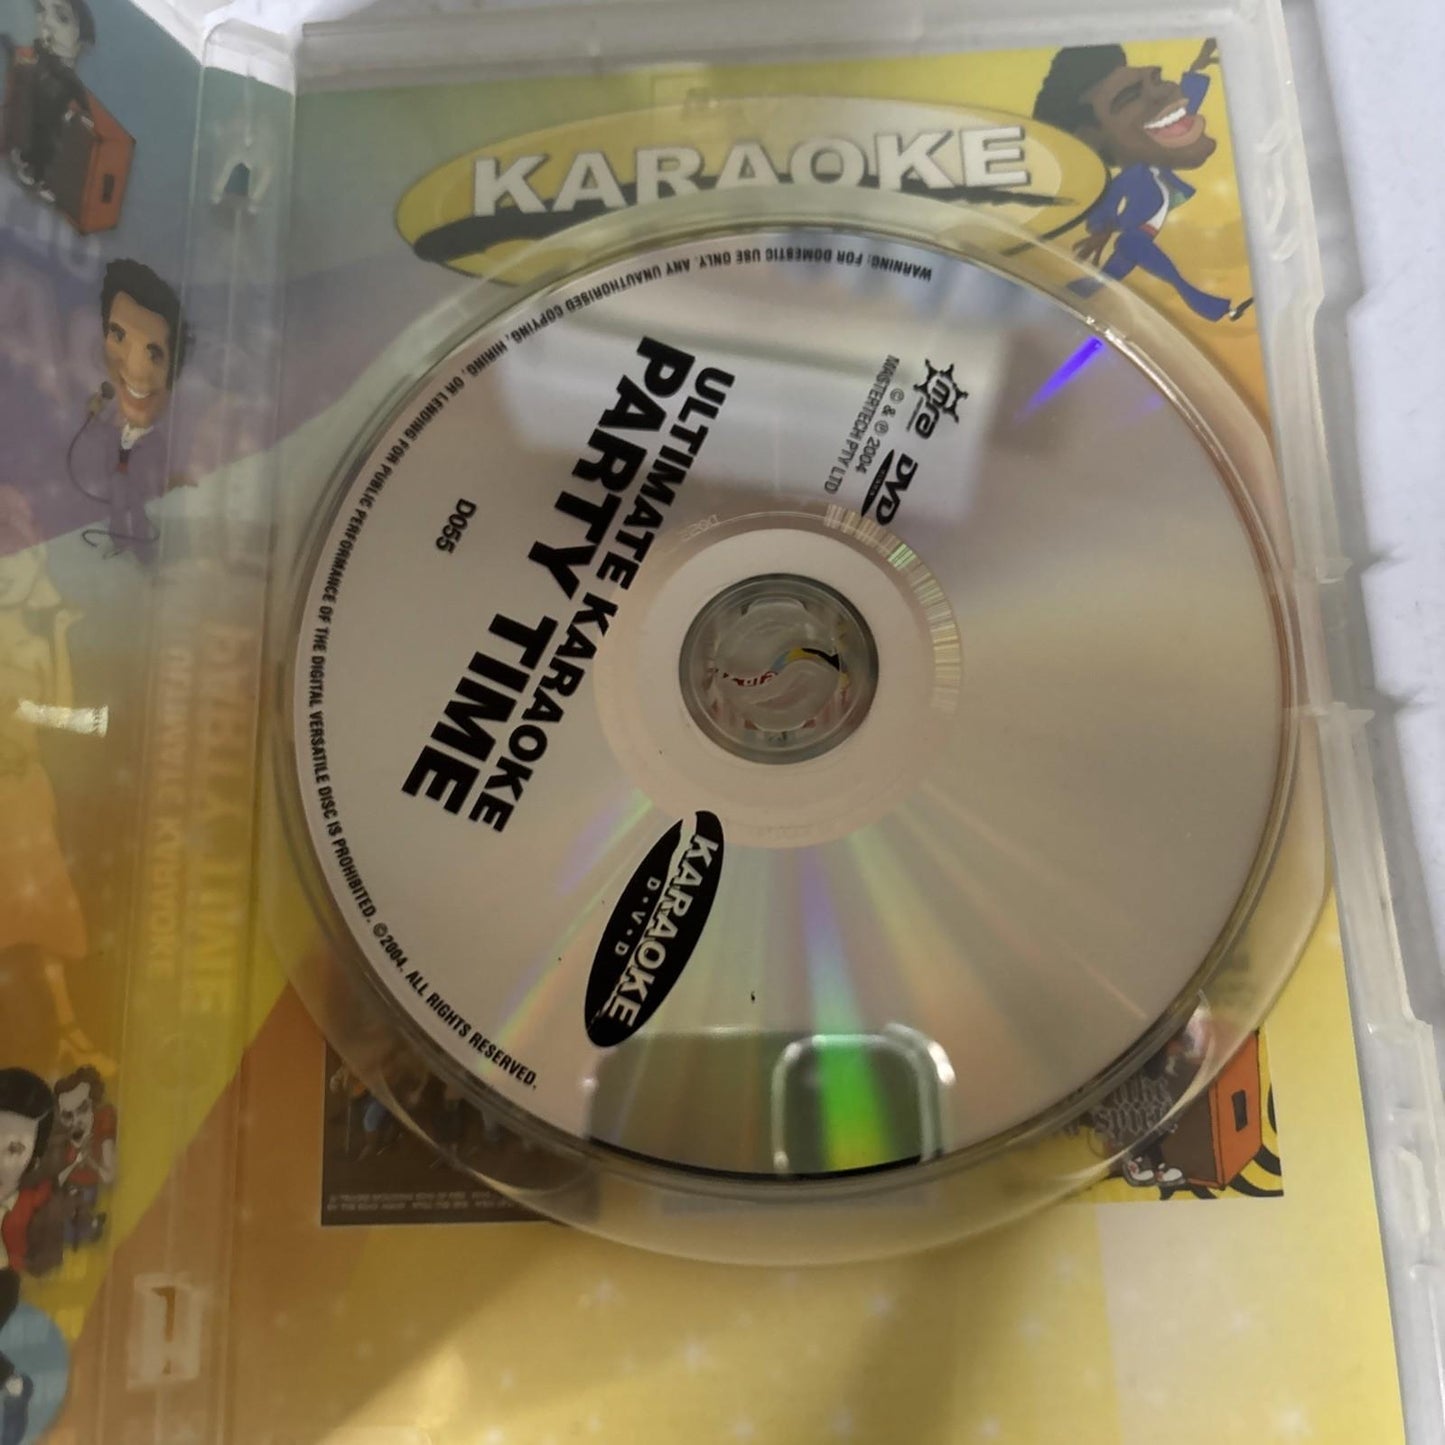 KARAOKE
WARNING: FOR DOMESTIC USE ONLY. ANY UNAUTHORISED COPYING, HIRING, OR LENDING FOR PUBLIC PERFORMANCE OF THE DIGITAL VERSATILE DISC IS PROHIBITED. © 2004. ALL RIGHTS RESERVED.
mra
© & ℗ 2004
MASTERTECH PTY LTD
DVD
ULTIMATE KARAOKE
PARTY TIME
D055
KARAOKE
D·V·D